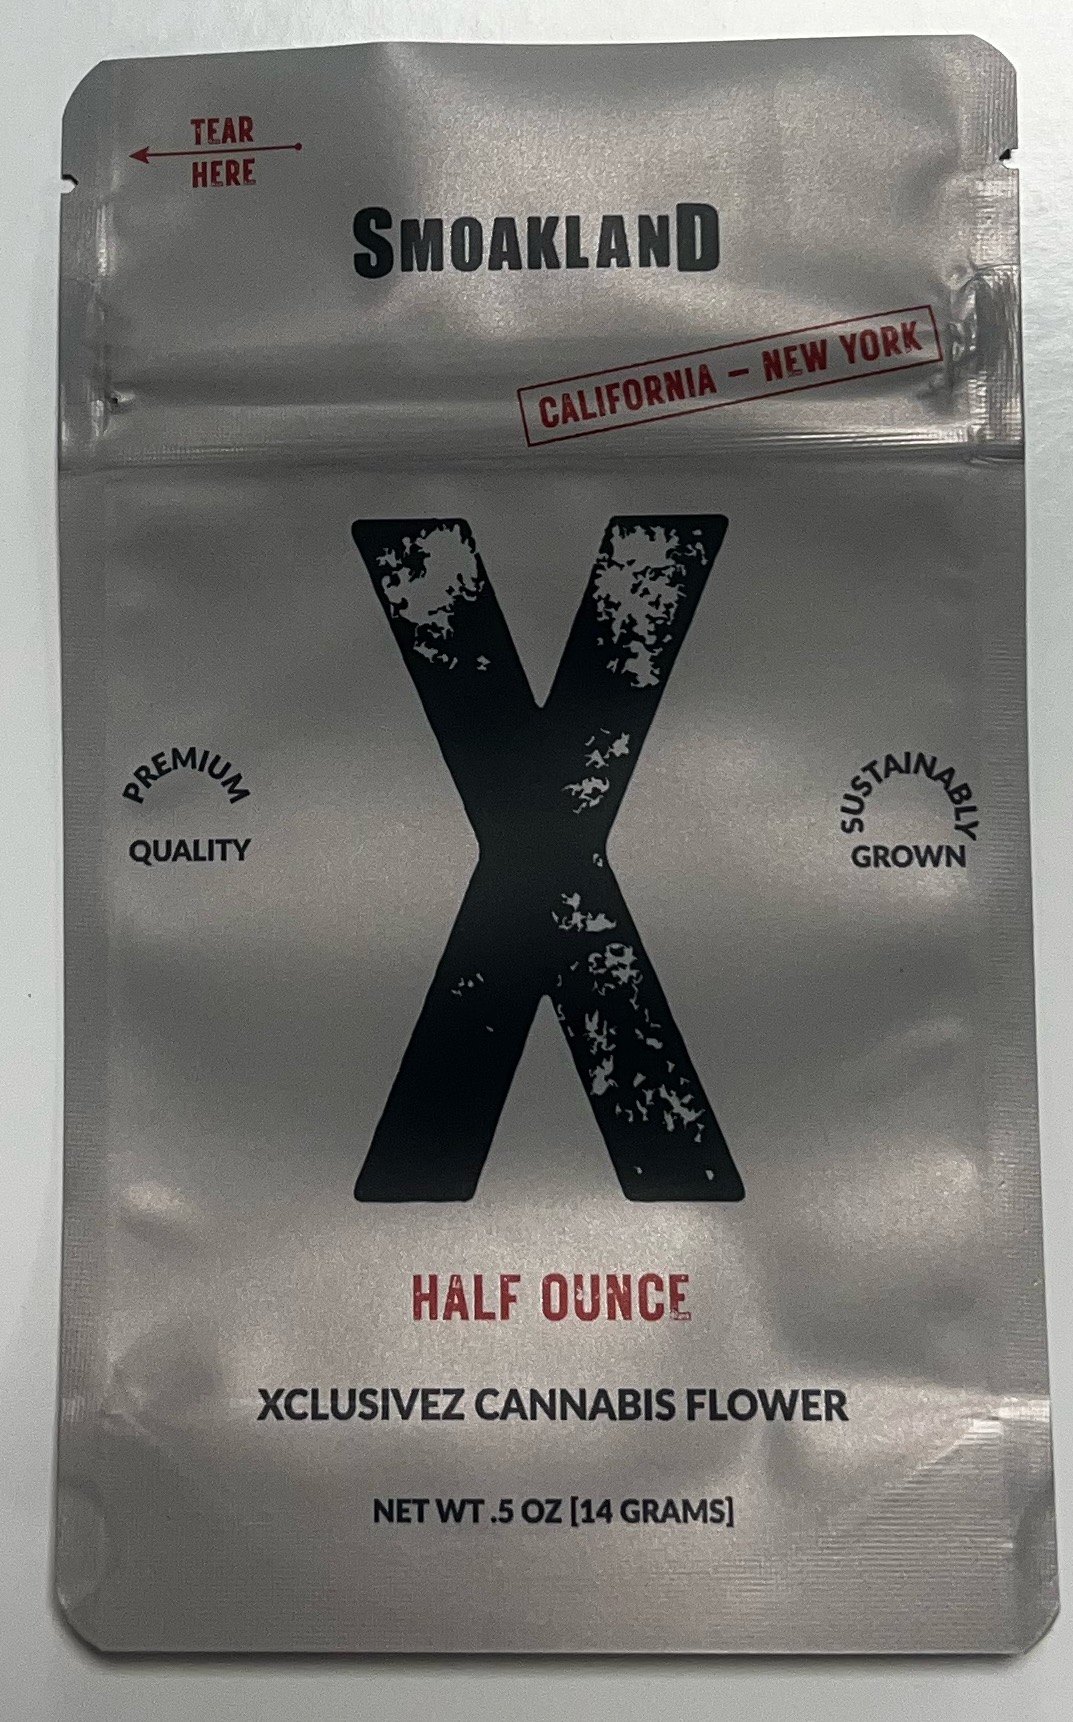 TEAR
HERE
SMOAKLAND
CALIFORNIA – NEW YORK
X
PREMIUM
QUALITY
SUSTAINABLY
GROWN
HALF OUNCE
XCLUSIVEZ CANNABIS FLOWER
NET WT .5 OZ [14 GRAMS]